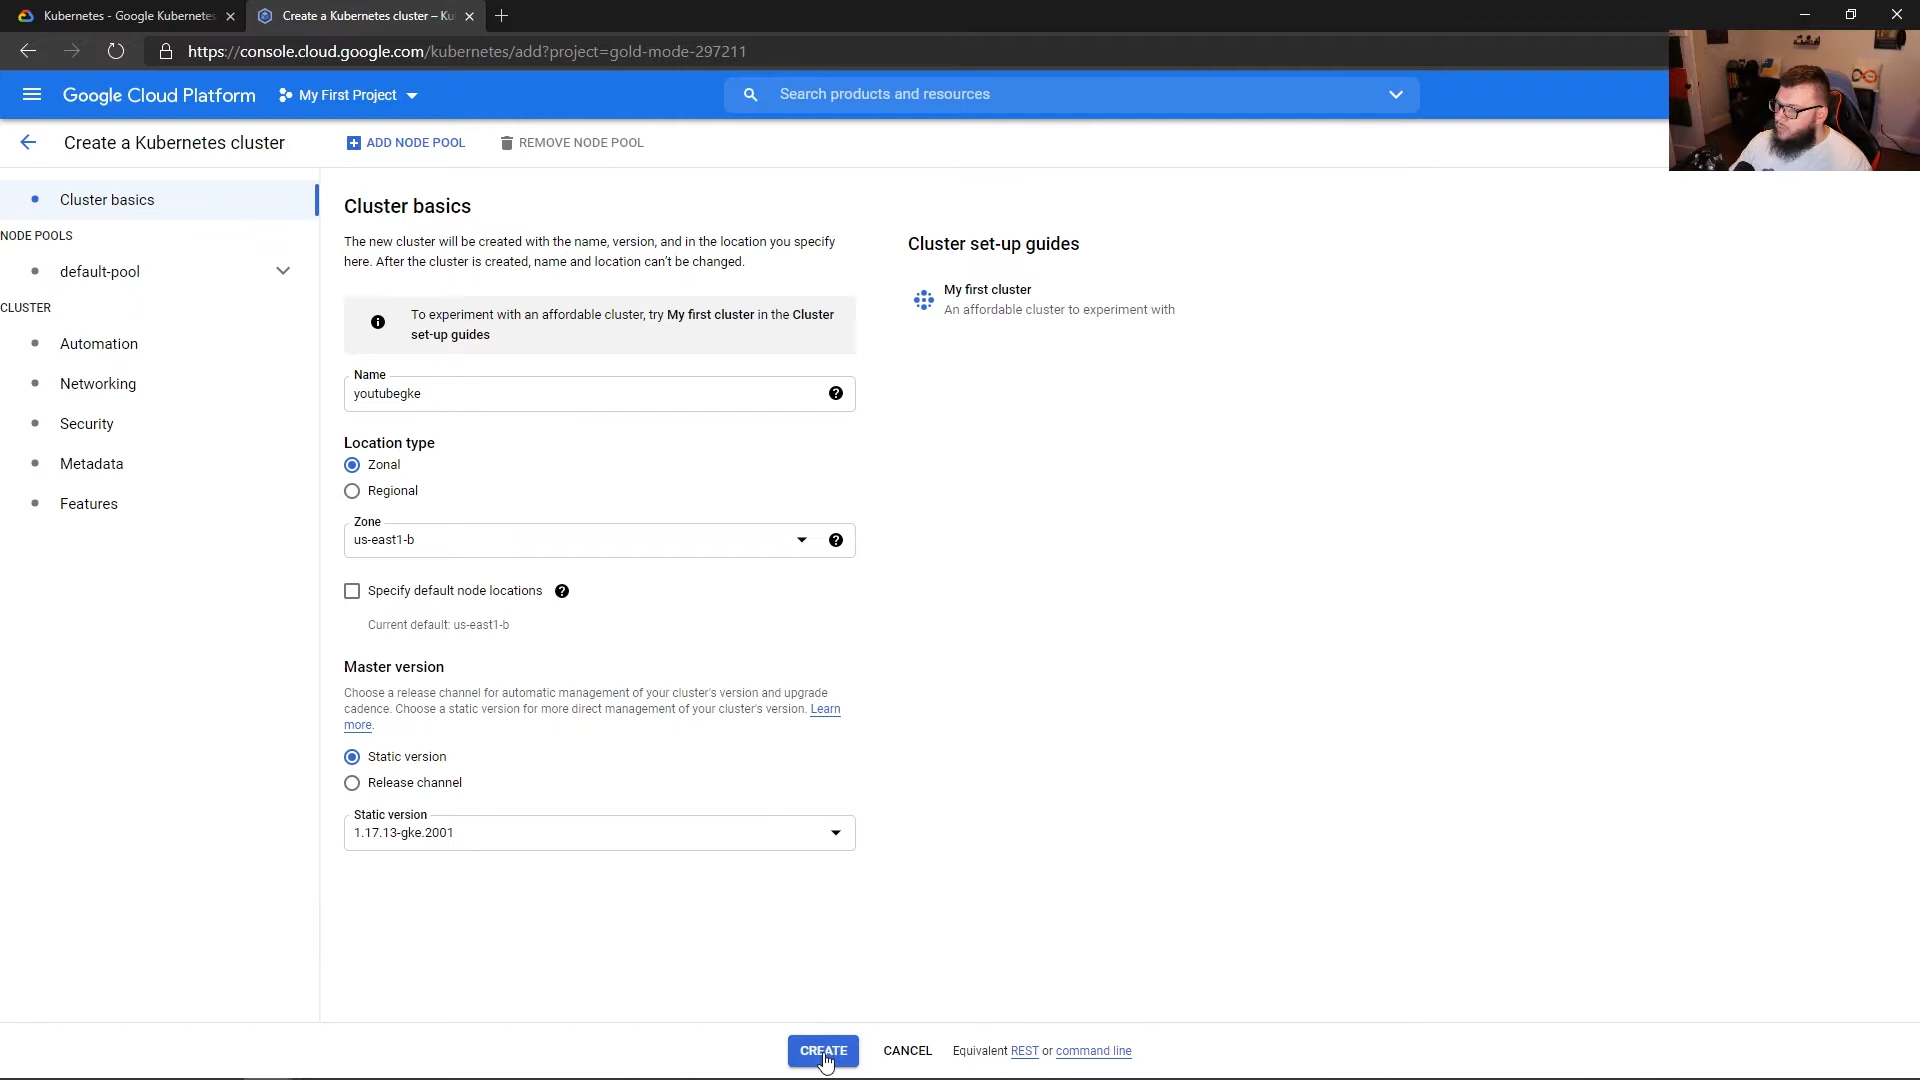 Kubernetes - Google Kubernetes
Create a Kubernetes cluster – Ku
https://console.cloud.google.com/kubernetes/add?project=gold-mode-297211
Google Cloud Platform
My First Project
Search products and resources
Create a Kubernetes cluster
ADD NODE POOL
REMOVE NODE POOL
Cluster basics
NODE POOLS
default-pool
CLUSTER
Automation
Networking
Security
Metadata
Features
Cluster basics
The new cluster will be created with the name, version, and in the location you specify
here. After the cluster is created, name and location can't be changed.
To experiment with an affordable cluster, try My first cluster in the Cluster
set-up guides
Name
youtubegke
Location type
Zonal
Regional
Zone
us-east1-b
Specify default node locations
Current default: us-east1-b
Master version
Choose a release channel for automatic management of your cluster's version and upgrade
cadence. Choose a static version for more direct management of your cluster's version. Learn
more.
Static version
Release channel
Static version
1.17.13-gke.2001
Cluster set-up guides
My first cluster
An affordable cluster to experiment with
CREATE
CANCEL
Equivalent REST or command line